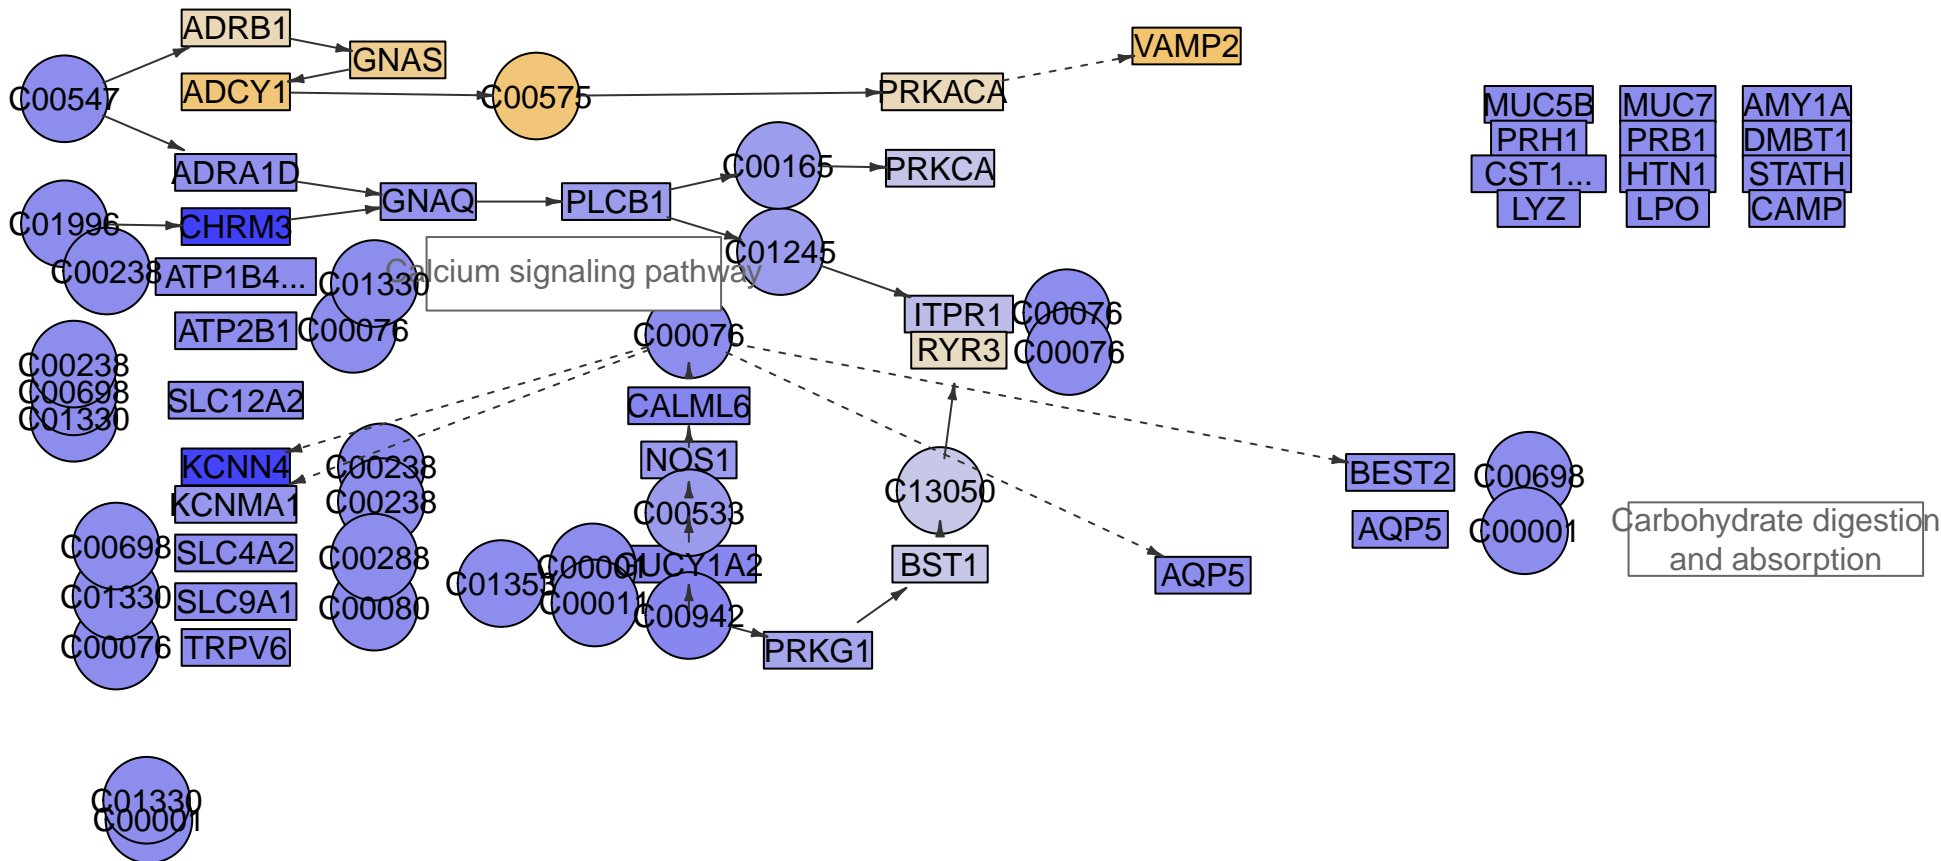 ADRB1
GNAS
VAMP2
C00547
ADCY1
C00575
PRKACA
MUC5B
MUC7
AMY1A
PRH1
PRB1
DMBT1
CST1...
HTN1
STATH
LYZ
LPO
CAMP
ADRA1D
C00165
PRKCA
GNAQ
PLCB1
C01996
CHRM3
C01245
C00238
ATP1B4...
C01330
Calcium signaling pathway
ITPR1
C00076
ATP2B1
C00076
C00076
RYR3
C00076
C00238
C00698
C01330
SLC12A2
CALML6
KCNN4
C00238
NOS1
BEST2
C00698
KCNMA1
C00238
C00533
C13050
Carbohydrate digestion
and absorption
AQP5
C00001
C00698
SLC4A2
C00288
C01353
C00001
GUCY1A2
BST1
AQP5
C01330
SLC9A1
C00080
C00011
C00942
C00076
TRPV6
PRKG1
C01330
C00001